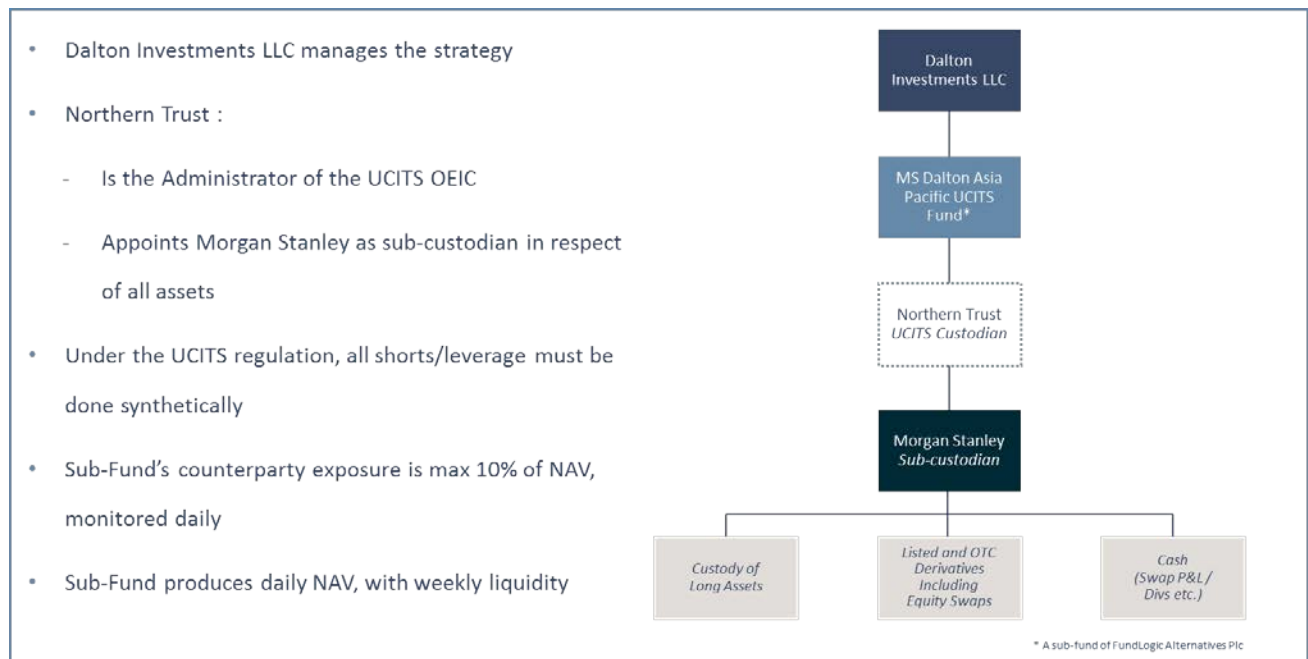 • Dalton Investments LLC manages the strategy
• Northern Trust :
- Is the Administrator of the UCITS OEIC
- Appoints Morgan Stanley as sub-custodian in respect
of all assets
• Under the UCITS regulation, all shorts/leverage must be
done synthetically
• Sub-Fund’s counterparty exposure is max 10% of NAV,
monitored daily
• Sub-Fund produces daily NAV, with weekly liquidity
Dalton
Investments LLC
MS Dalton Asia
Pacific UCITS
Fund*
Northern Trust
UCITS Custodian
Morgan Stanley
Sub-custodian
Custody of
Long Assets
Listed and OTC
Derivatives
Including
Equity Swaps
Cash
(Swap P&L /
Divs etc.)
* A sub-fund of FundLogic Alternatives Plc